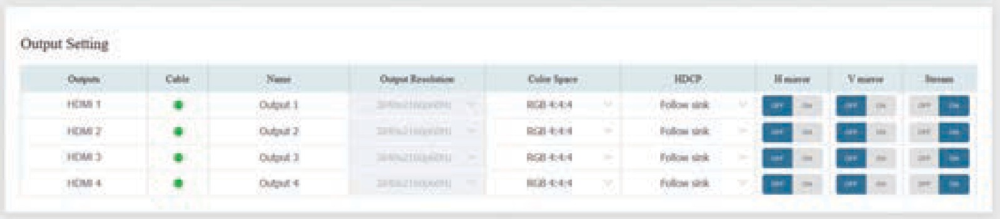 Output Setting
Outputs Cable Name Output Resolution Color Space HDCP H mirror V mirror Stream
HDMI 1 Output 1 RGB 4:4:4 Follow sink OFF ON OFF ON OFF ON
HDMI 2 Output 2 RGB 4:4:4 Follow sink OFF ON OFF ON OFF ON
HDMI 3 Output 3 RGB 4:4:4 Follow sink OFF ON OFF ON OFF ON
HDMI 4 Output 4 RGB 4:4:4 Follow sink OFF ON OFF ON OFF ON